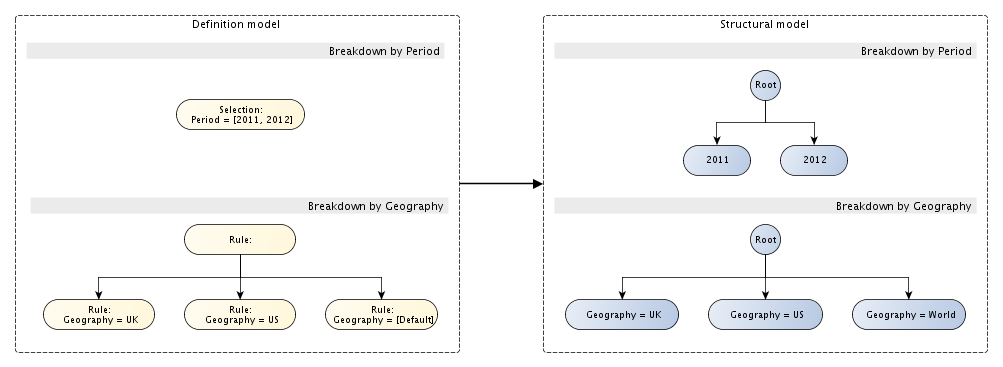 Definition model
Breakdown by Period
Selection:
Period = [2011, 2012]
Breakdown by Geography
Rule:
Rule:
Geography = UK
Rule:
Geography = US
Rule:
Geography = [Default]
Structural model
Breakdown by Period
Root
2011
2012
Breakdown by Geography
Root
Geography = UK
Geography = US
Geography = World